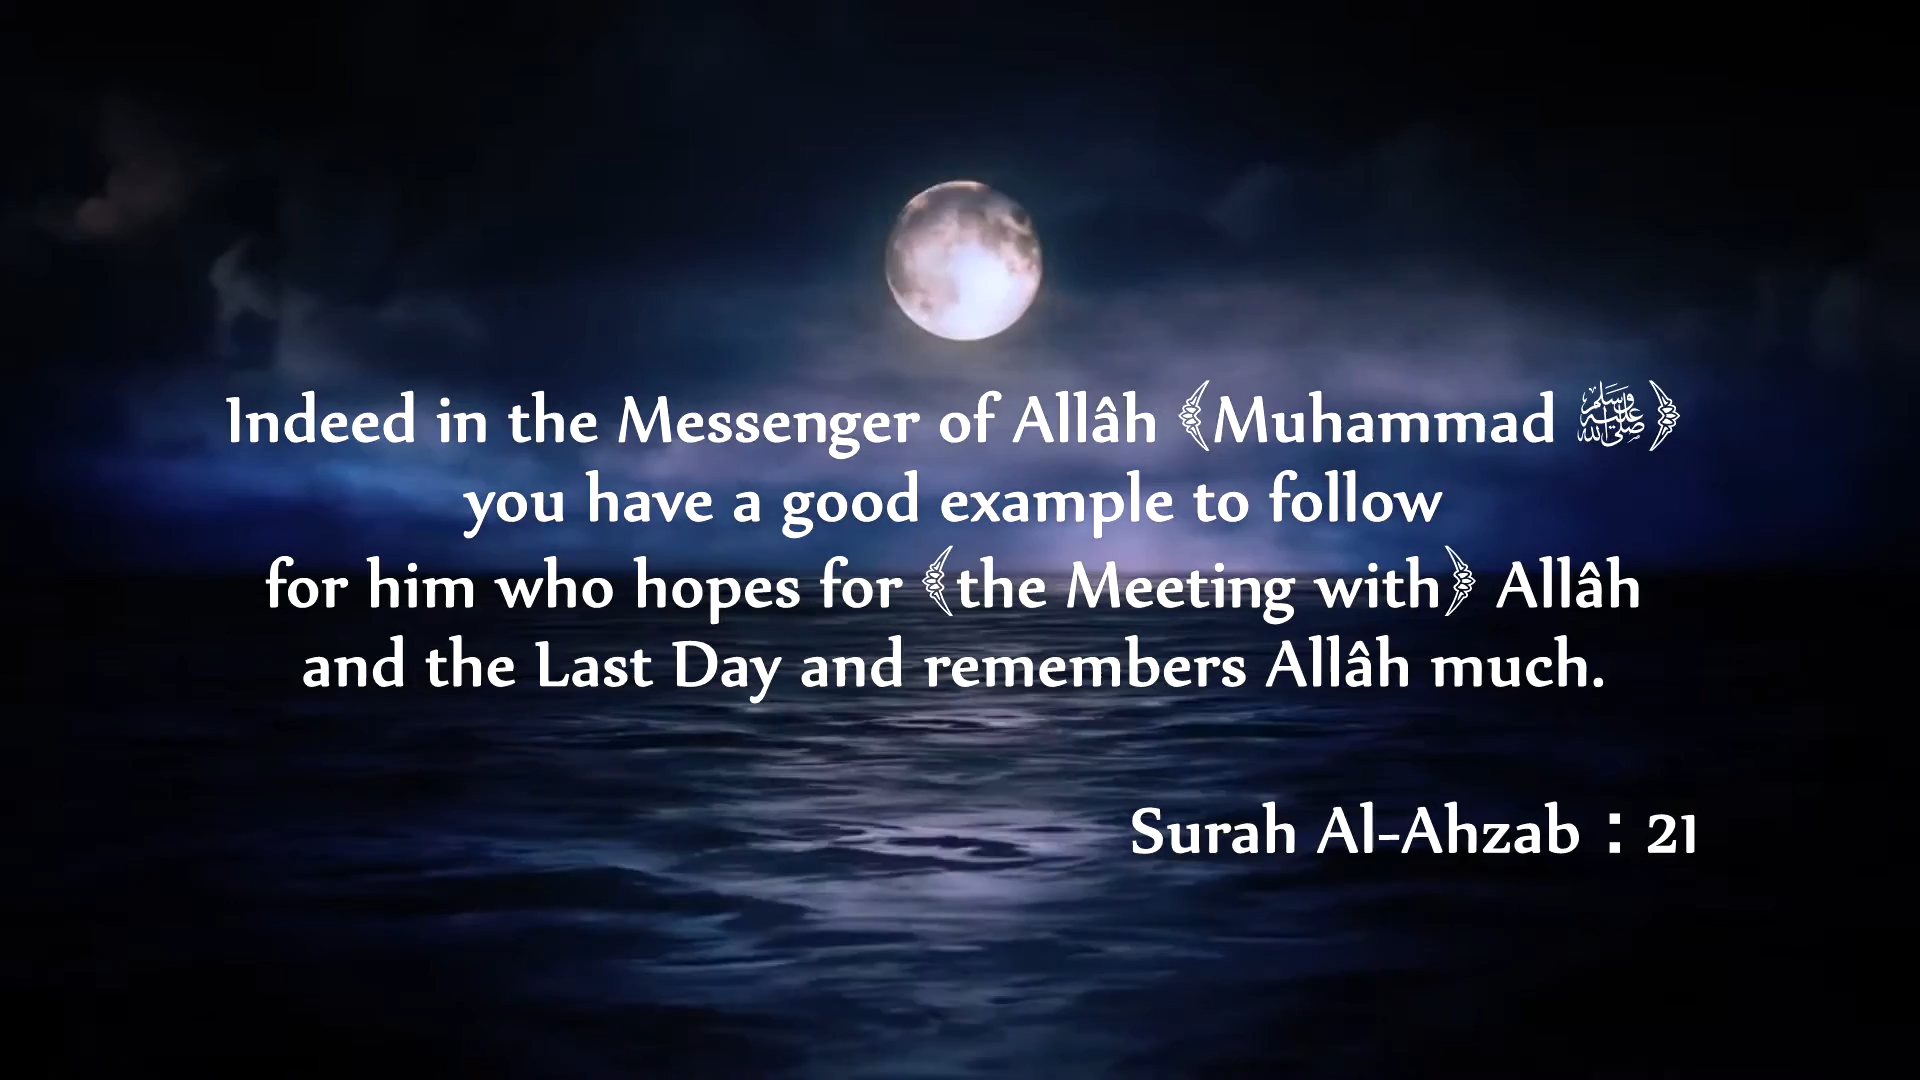 Indeed in the Messenger of Allâh ﴾Muhammad ﷺ﴿
you have a good example to follow
for him who hopes for ﴾the Meeting with﴿ Allâh
and the Last Day and remembers Allâh much.
Surah Al-Ahzab : 21